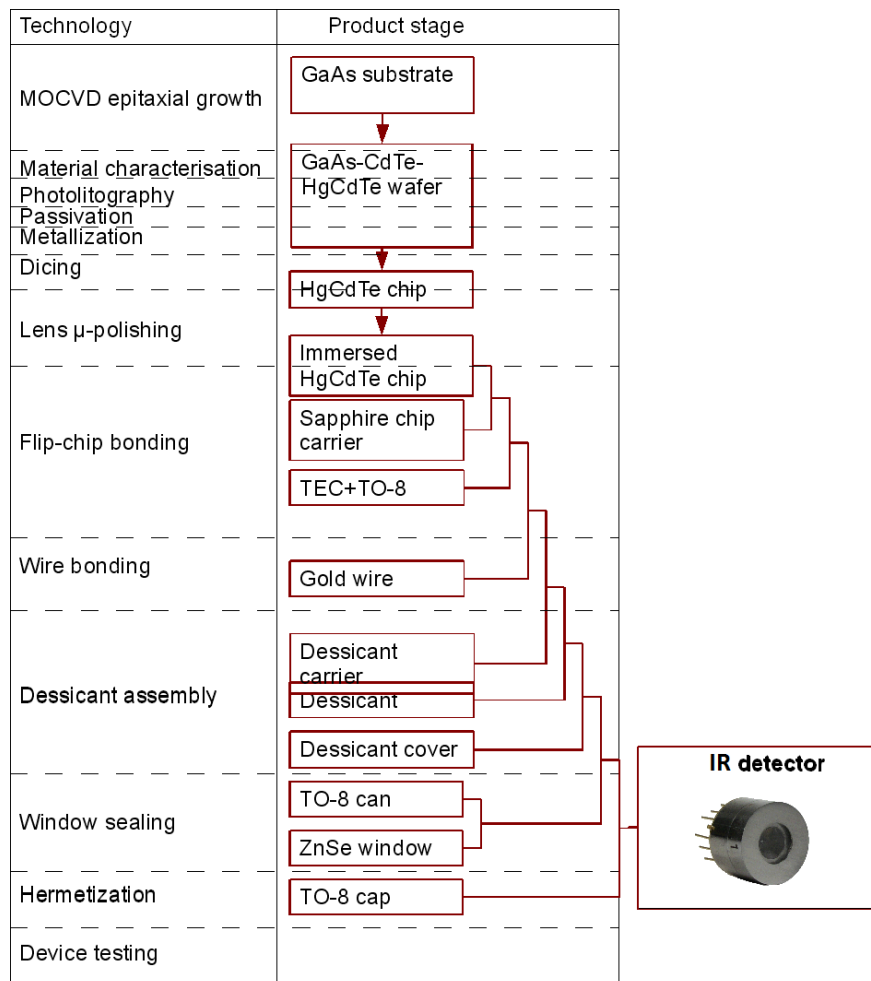 Technology
Product stage
MOCVD epitaxial growth
GaAs substrate
Material characterisation
GaAs-CdTe-
HgCdTe wafer
Photolitography
Passivation
Metallization
Dicing
HgCdTe chip
Lens µ-polishing
Immersed
HgCdTe chip
Flip-chip bonding
Sapphire chip
carrier
TEC+TO-8
Wire bonding
Gold wire
Dessicant assembly
Dessicant
carrier
Dessicant
Dessicant cover
IR detector
Window sealing
TO-8 can
ZnSe window
Hermetization
TO-8 cap
Device testing